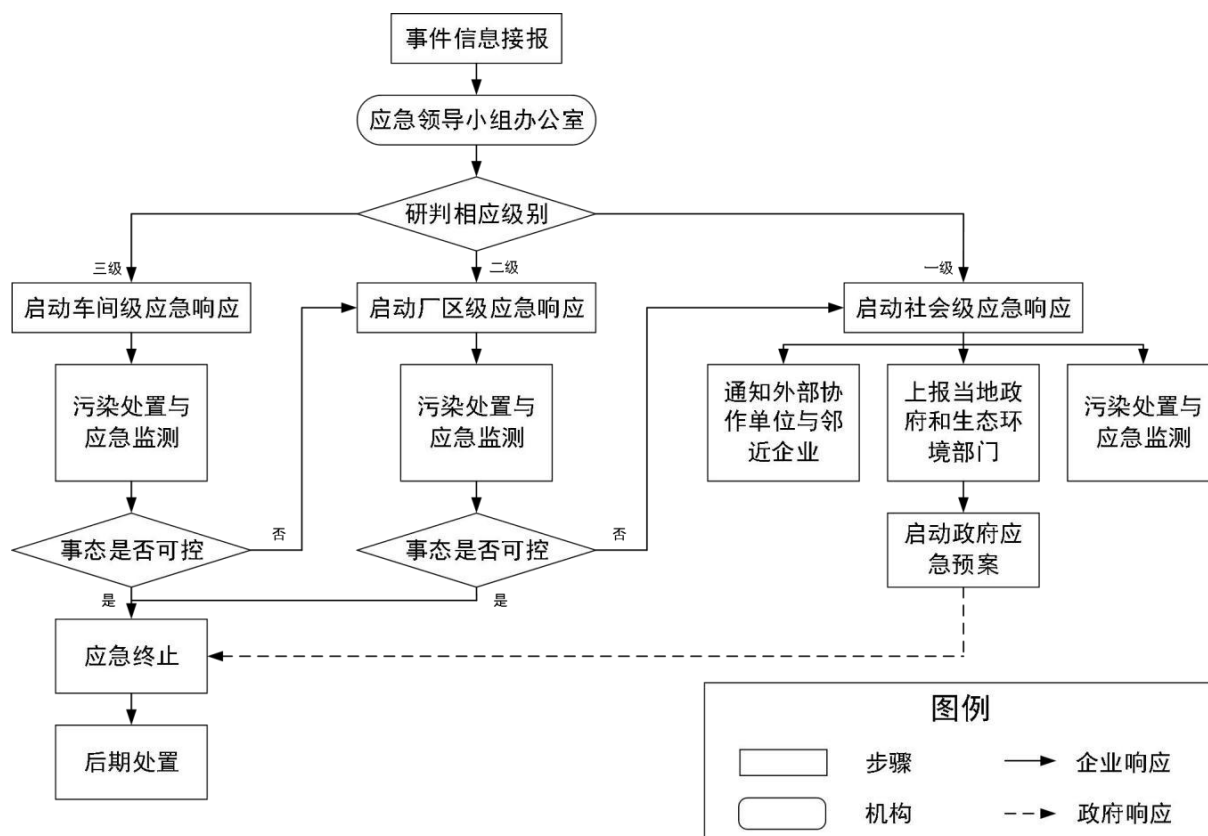 事件信息接报
应急领导小组办公室
研判相应级别
三级
二级
一级
启动车间级应急响应
启动厂区级应急响应
启动社会级应急响应
污染处置与
应急监测
污染处置与
应急监测
通知外部协
作单位与邻
近企业
上报当地政
府和生态环
境部门
污染处置与
应急监测
事态是否可控
否
事态是否可控
否
启动政府应
急预案
是
是
应急终止
后期处置
图例
步骤
企业响应
机构
政府响应